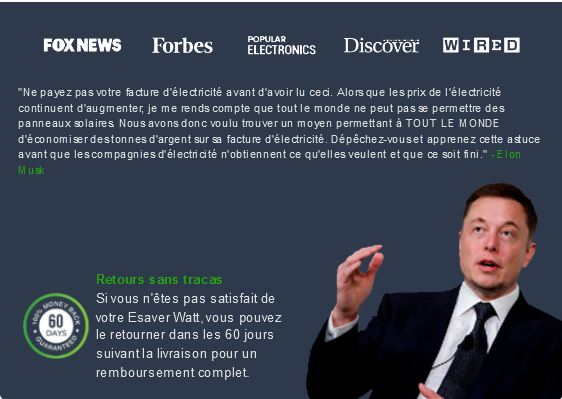 FOX NEWS Forbes POPULAR ELECTRONICS Discover WIRED
"Ne payez pas votre facture d'électricité avant d'avoir lu ceci. Alors que les prix de l'électricité
continuent d'augmenter, je me rends compte que tout le monde ne peut pas se permettre des
panneaux solaires. Nous avons donc voulu trouver un moyen permettant à TOUT LE MONDE
d'économiser des tonnes d'argent sur sa facture d'électricité. Dépêchez-vous et apprenez cette astuce
avant que les compagnies d'électricité n'obtiennent ce qu'elles veulent et que ce soit fini." - Elon
Musk
Retours sans tracas
Si vous n'êtes pas satisfait de
votre Esaver Watt, vous pouvez
le retourner dans les 60 jours
suivant la livraison pour un
remboursement complet.
100% MONEY BACK
60
DAYS
GUARANTEED